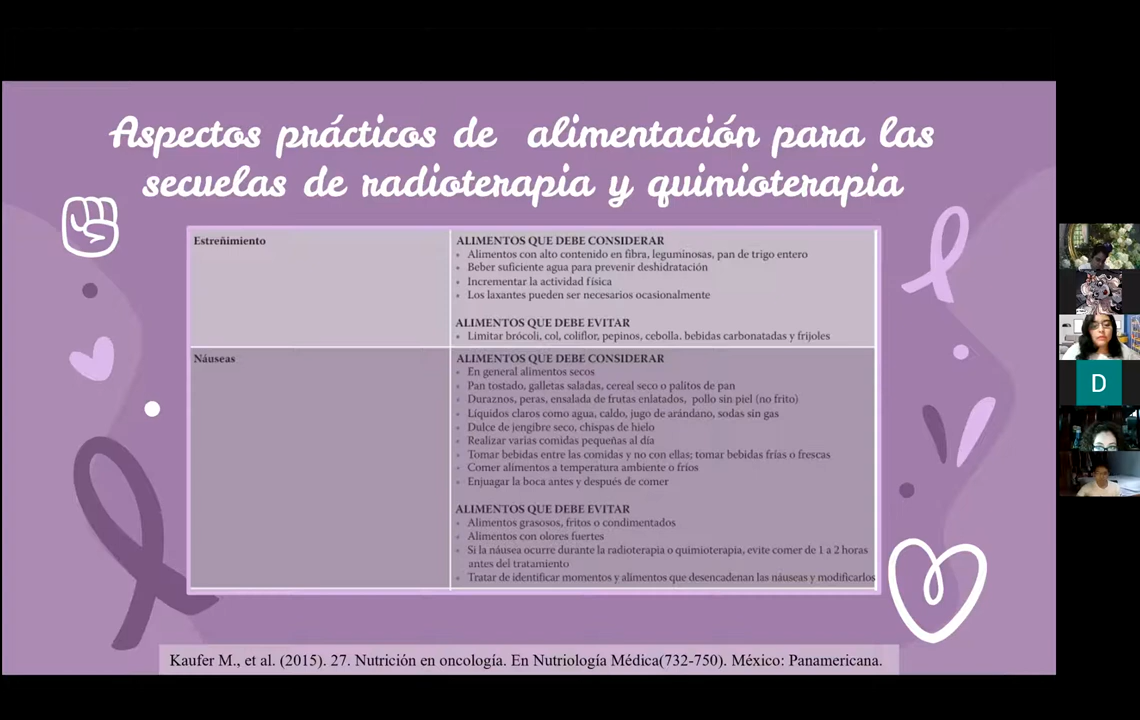 Aspectos prácticos de alimentación para las
secuelas de radioterapia y quimioterapia
Estreñimiento
ALIMENTOS QUE DEBE CONSIDERAR
• Alimentos con alto contenido en fibra, leguminosas, pan de trigo entero
• Beber suficiente agua para prevenir deshidratación
• Incrementar la actividad física
• Los laxantes pueden ser necesarios ocasionalmente
ALIMENTOS QUE DEBE EVITAR
• Limitar brócoli, col, coliflor, pepinos, cebolla. bebidas carbonatadas y frijoles
Náuseas
ALIMENTOS QUE DEBE CONSIDERAR
• En general alimentos secos
• Pan tostado, galletas saladas, cereal seco o palitos de pan
• Duraznos, peras, ensalada de frutas enlatados, pollo sin piel (no frito)
• Líquidos claros como agua, caldo, jugo de arándano, sodas sin gas
• Dulce de jengibre seco, chispas de hielo
• Realizar varias comidas pequeñas al día
• Tomar bebidas entre las comidas y no con ellas; tomar bebidas frías o frescas
• Comer alimentos a temperatura ambiente o fríos
• Enjuagar la boca antes y después de comer
ALIMENTOS QUE DEBE EVITAR
• Alimentos grasosos, fritos o condimentados
• Alimentos con olores fuertes
• Si la náusea ocurre durante la radioterapia o quimioterapia, evite comer de 1 a 2 horas
antes del tratamiento
• Tratar de identificar momentos y alimentos que desencadenan las náuseas y modificarlos
Kaufer M., et al. (2015). 27. Nutrición en oncología. En Nutriología Médica(732-750). México: Panamericana.
D